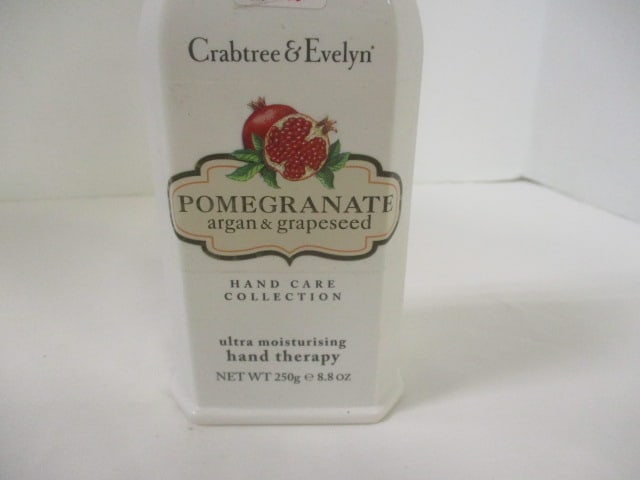 Crabtree & Evelyn®
POMEGRANATE
argan & grapeseed
HAND CARE
COLLECTION
ultra moisturising
hand therapy
NET WT 250g ℮ 8.8 OZ